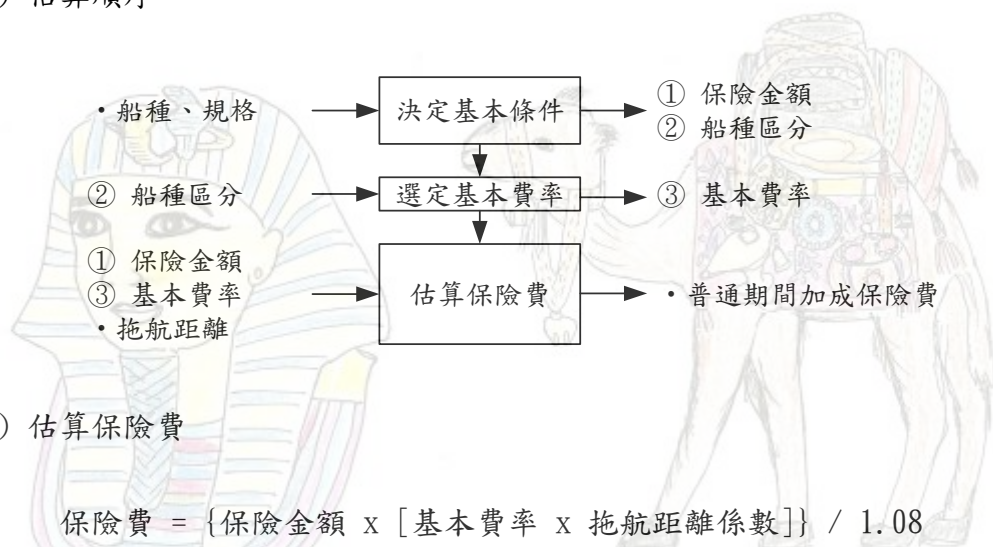 ) 估算順序
・船種、規格
決定基本條件
① 保險金額
② 船種區分
② 船種區分
選定基本費率
③ 基本費率
① 保險金額
③ 基本費率
・拖航距離
估算保險費
・普通期間加成保險費
) 估算保險費
保險費 = {保險金額 x [基本費率 x 拖航距離係數]} / 1.08